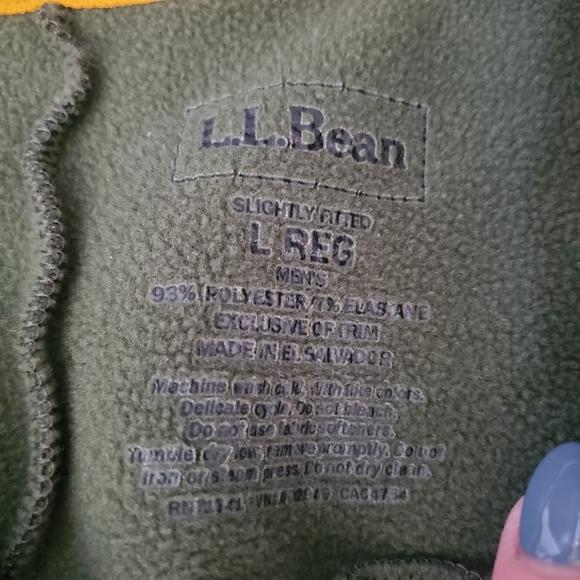 L.L.Bean
SLIGHTLY FITTED
L REG
MEN'S
93% POLYESTER/7% ELASTANE
EXCLUSIVE OF TRIM
MADE IN EL SALVADOR
Machine wash cold, with like colors.
Delicate cycle. Do not bleach.
Do not use fabric softeners.
Tumble dry low, remove promptly. Do not
iron or steam press. Do not dry clean.
CA04754